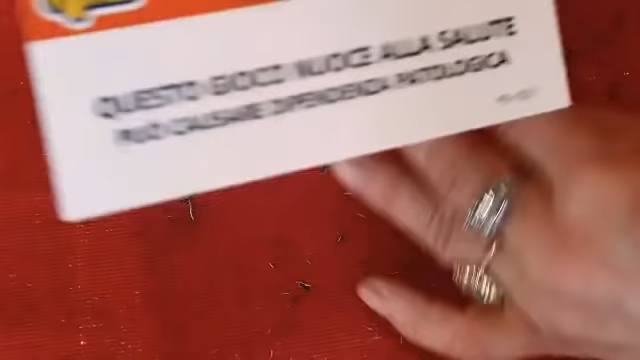 QUESTO GIOCO NUOCE ALLA SALUTE
PUÒ CAUSARE DIPENDENZA PATOLOGICA